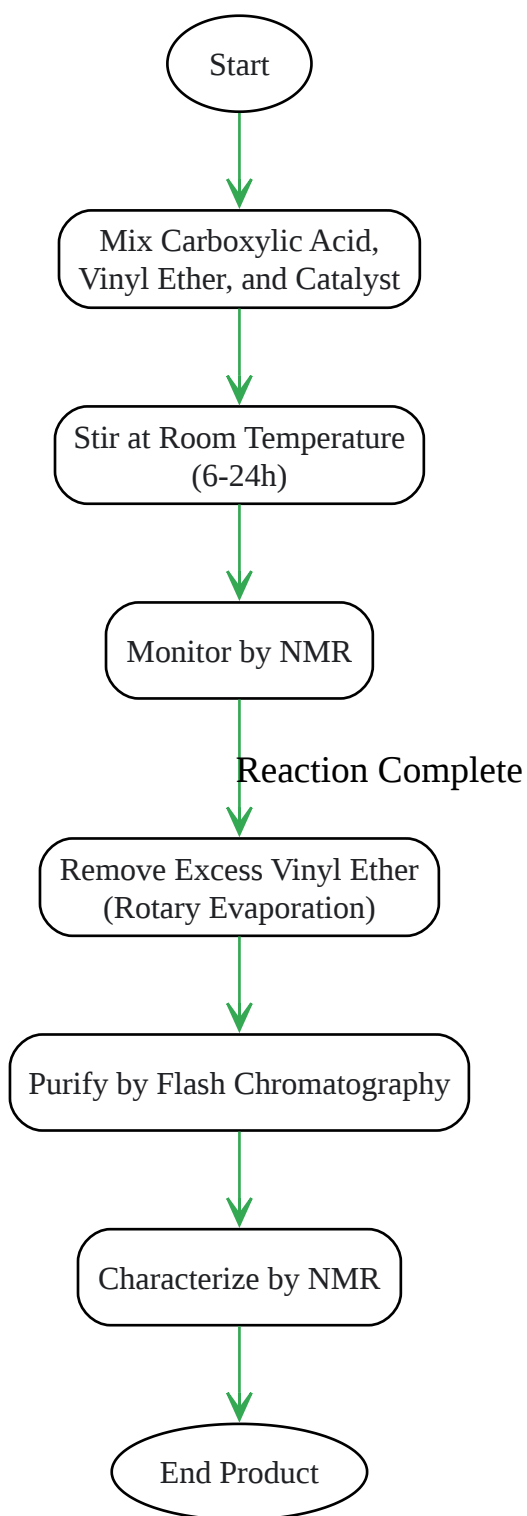 Start
Mix Carboxylic Acid,
Vinyl Ether, and Catalyst
Stir at Room Temperature
(6-24h)
Monitor by NMR
Reaction Complete
Remove Excess Vinyl Ether
(Rotary Evaporation)
Purify by Flash Chromatography
Characterize by NMR
End Product